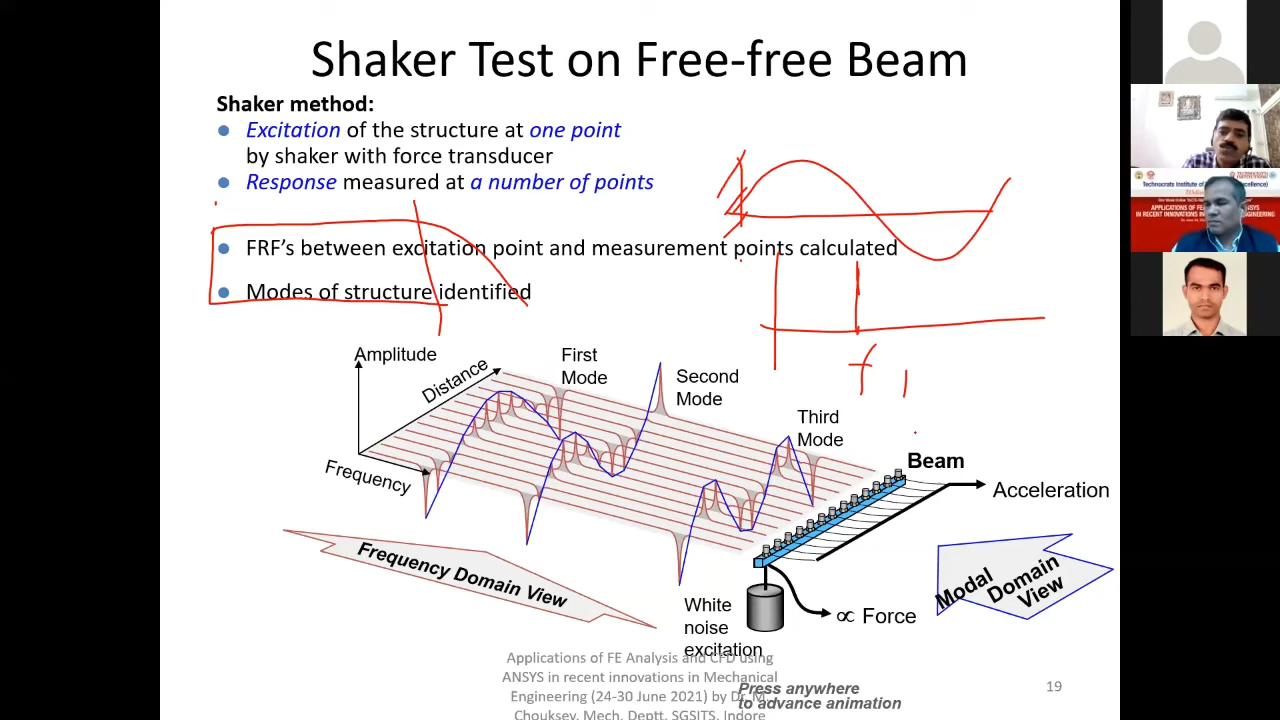 Shaker Test on Free-free Beam
Shaker method:
Excitation of the structure at one point
by shaker with force transducer
Response measured at a number of points
FRF's between excitation point and measurement points calculated
Modes of structure identified
f
Amplitude
Distance
Frequency
First
Mode
Second
Mode
Third
Mode
Beam
Acceleration
Frequency Domain View
Modal
Domain
View
White
noise
excitation
∝ Force
Applications of FE Analysis and CFD using
ANSYS in recent innovations in Mechanical
Engineering (24-30 June 2021) by Dr. M.
Chouksey, Mech. Deptt, SGSITS, Indore
Press anywhere
to advance animation
19
Technocrats Institute of